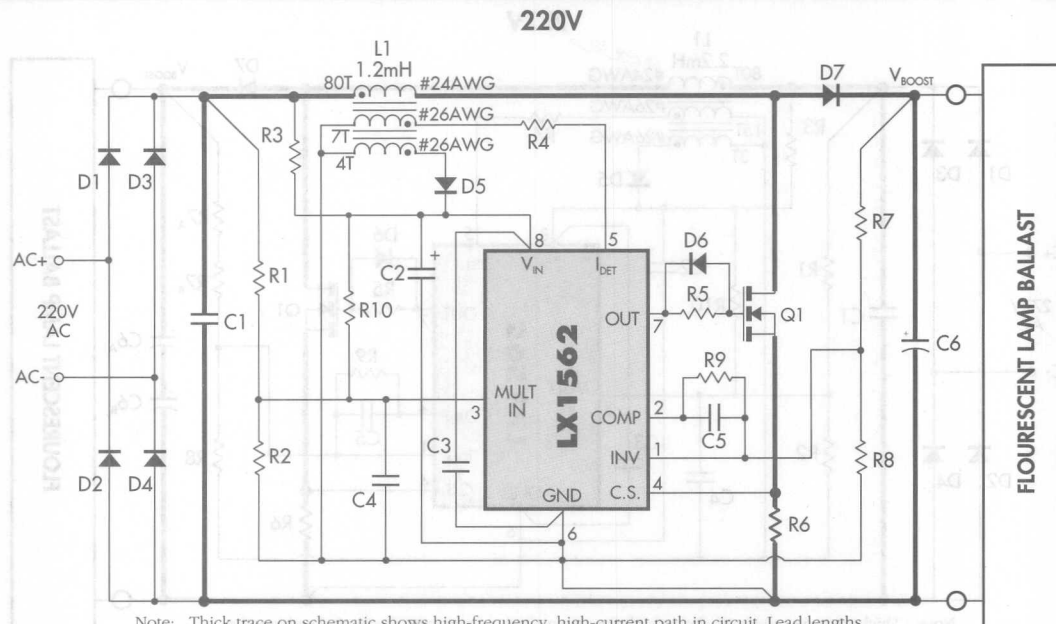 220V
L1
1.2mH
80T
#24AWG
#26AWG
7T
#26AWG
4T
R3
R4
D5
D7
VBOOST
D1
D3
AC+
220V
AC
AC-
D2
D4
C1
R1
R2
R10
C2
+
C3
C4
8
VIN
5
IDET
LX1562
OUT
7
MULT
IN
3
COMP
2
INV
1
C.S.
4
GND
6
D6
R5
Q1
R9
C5
R6
R7
R8
+
C6
FLOURESCENT LAMP BALLAST
Note: Thick trace on schematic shows high-frequency, high-current path in circuit. Lead lengths